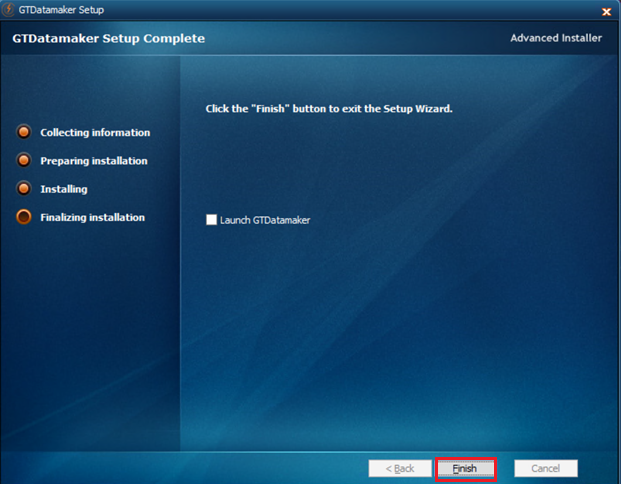 GTDatamaker Setup
GTDatamaker Setup Complete
Advanced Installer
Click the "Finish" button to exit the Setup Wizard.
Collecting information
Preparing installation
Installing
Finalizing installation
Launch GTDatamaker
< Back
Finish
Cancel